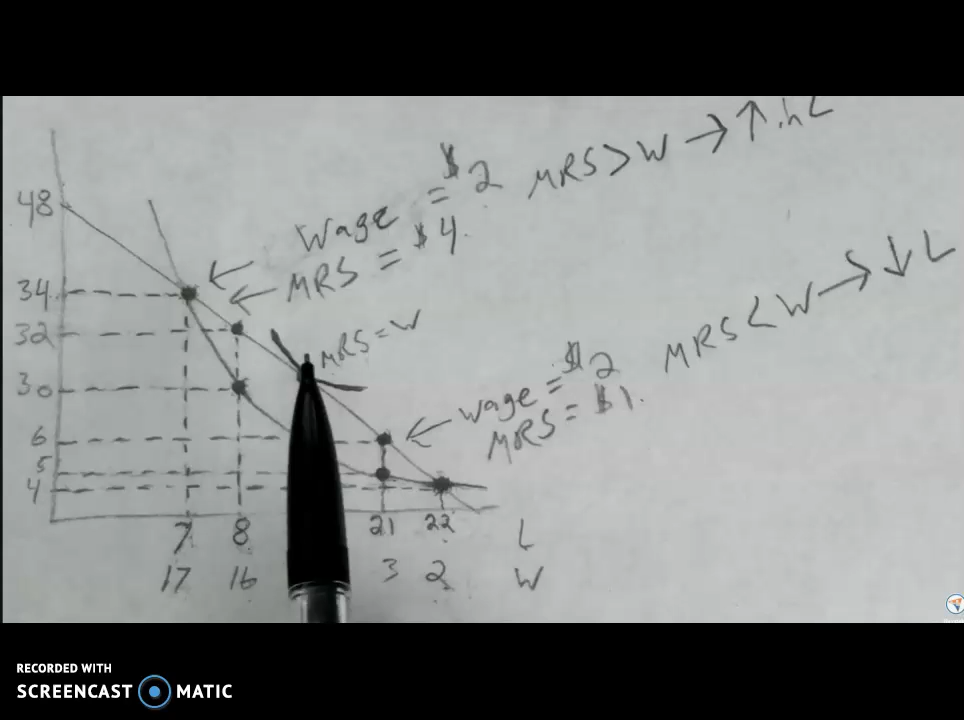 48
34
32
30
6
5
4
Wage = $2
MRS = $4.
MRS > W → ↑ in L
MRS = W
wage = $2
MRS = $1.
MRS < W → ↓ L
7 8 21 22 L
17 16 3 2 W
RECORDED WITH
SCREENCAST MATIC